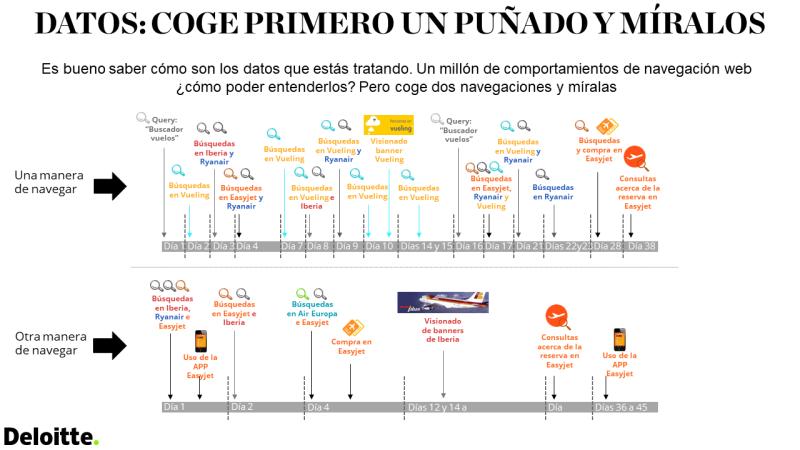 DATOS: COGE PRIMERO UN PUÑADO Y MÍRALOS
Es bueno saber cómo son los datos que estás tratando. Un millón de comportamientos de navegación web
¿cómo poder entenderlos? Pero coge dos navegaciones y míralas
Una manera
de navegar
Query:
"Buscador
vuelos"
Búsquedas
en Vueling
Búsquedas
en Iberia y
Ryanair
Búsquedas
en Easyjet y
Ryanair
Búsquedas
en Vueling
Búsquedas
en Vueling e
Iberia
Búsquedas
en Vueling y
Ryanair
Búsquedas
en Vueling
vueling
Visionado
banner
Vueling
Búsquedas
en Vueling
Query:
"Buscador
vuelos"
Búsquedas
en Easyjet,
Ryanair y
Vueling
Búsquedas
en Vueling y
Ryanair
Búsquedas
en Ryanair
Búsquedas
y compra en
Easyjet
Consultas
acerca de la
reserva en
Easyjet
Día 1
Día 2
Día 3
Día 4
Día 7
Día 8
Día 9
Día 10
Días 14 y 15
Día 16
Día 17
Día 21
Días 22y23
Día 28
Día 38
Otra manera
de navegar
Búsquedas
en Iberia,
Ryanair e
Easyjet
Uso de la
APP
Easyjet
Búsquedas
en Easyjet e
Iberia
Búsquedas
en Air Europa
e Easyjet
Compra en
Easyjet
Visionado
de banners
de Iberia
Consultas
acerca de la
reserva en
Easyjet
Uso de la
APP
Easyjet
Día 1
Día 2
Día 4
Días 12 y 14 a
Día
Días 36 a 45
Deloitte.